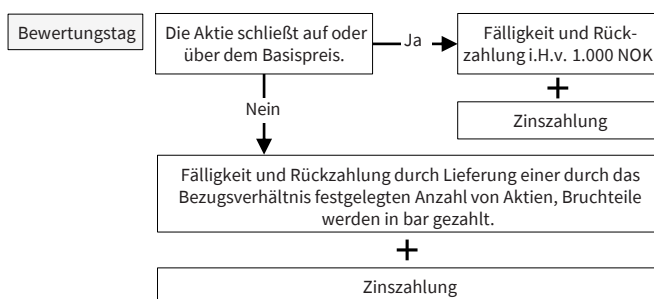 Bewertungstag
Die Aktie schließt auf oder
über dem Basispreis.
Ja
Fälligkeit und Rück-
zahlung i.H.v. 1.000 NOK
+
Zinszahlung
Nein
Fälligkeit und Rückzahlung durch Lieferung einer durch das
Bezugsverhältnis festgelegten Anzahl von Aktien, Bruchteile
werden in bar gezahlt.
+
Zinszahlung